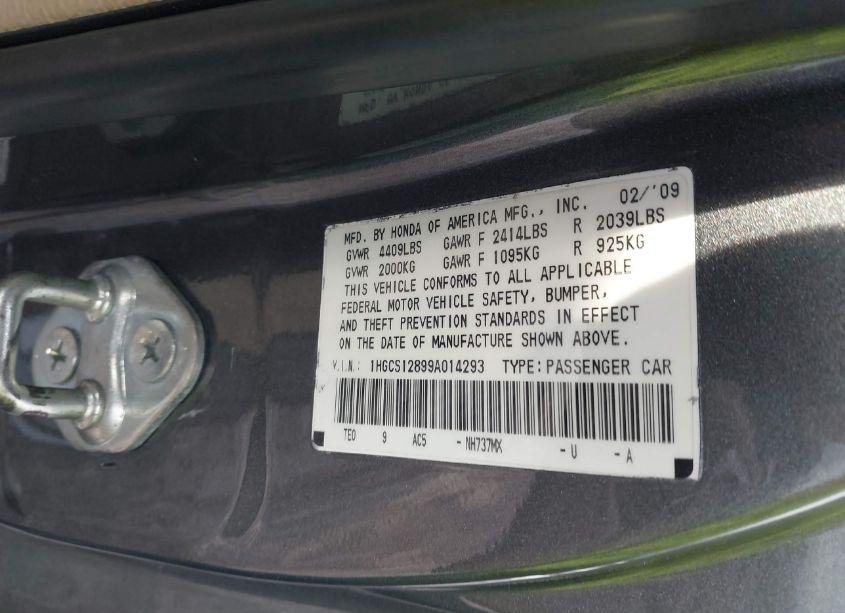 MFD. BY HONDA OF AMERICA MFG., INC. 02/'09
GVWR 4409LBS GAWR F 2414LBS R 2039LBS
GVWR 2000KG GAWR F 1095KG R 925KG
THIS VEHICLE CONFORMS TO ALL APPLICABLE
FEDERAL MOTOR VEHICLE SAFETY, BUMPER,
AND THEFT PREVENTION STANDARDS IN EFFECT
ON THE DATE OF MANUFACTURE SHOWN ABOVE.
V.I.N.: 1HGCS12899A014293 TYPE:PASSENGER CAR
TE0 9 AC5 - NH737MX - U - A